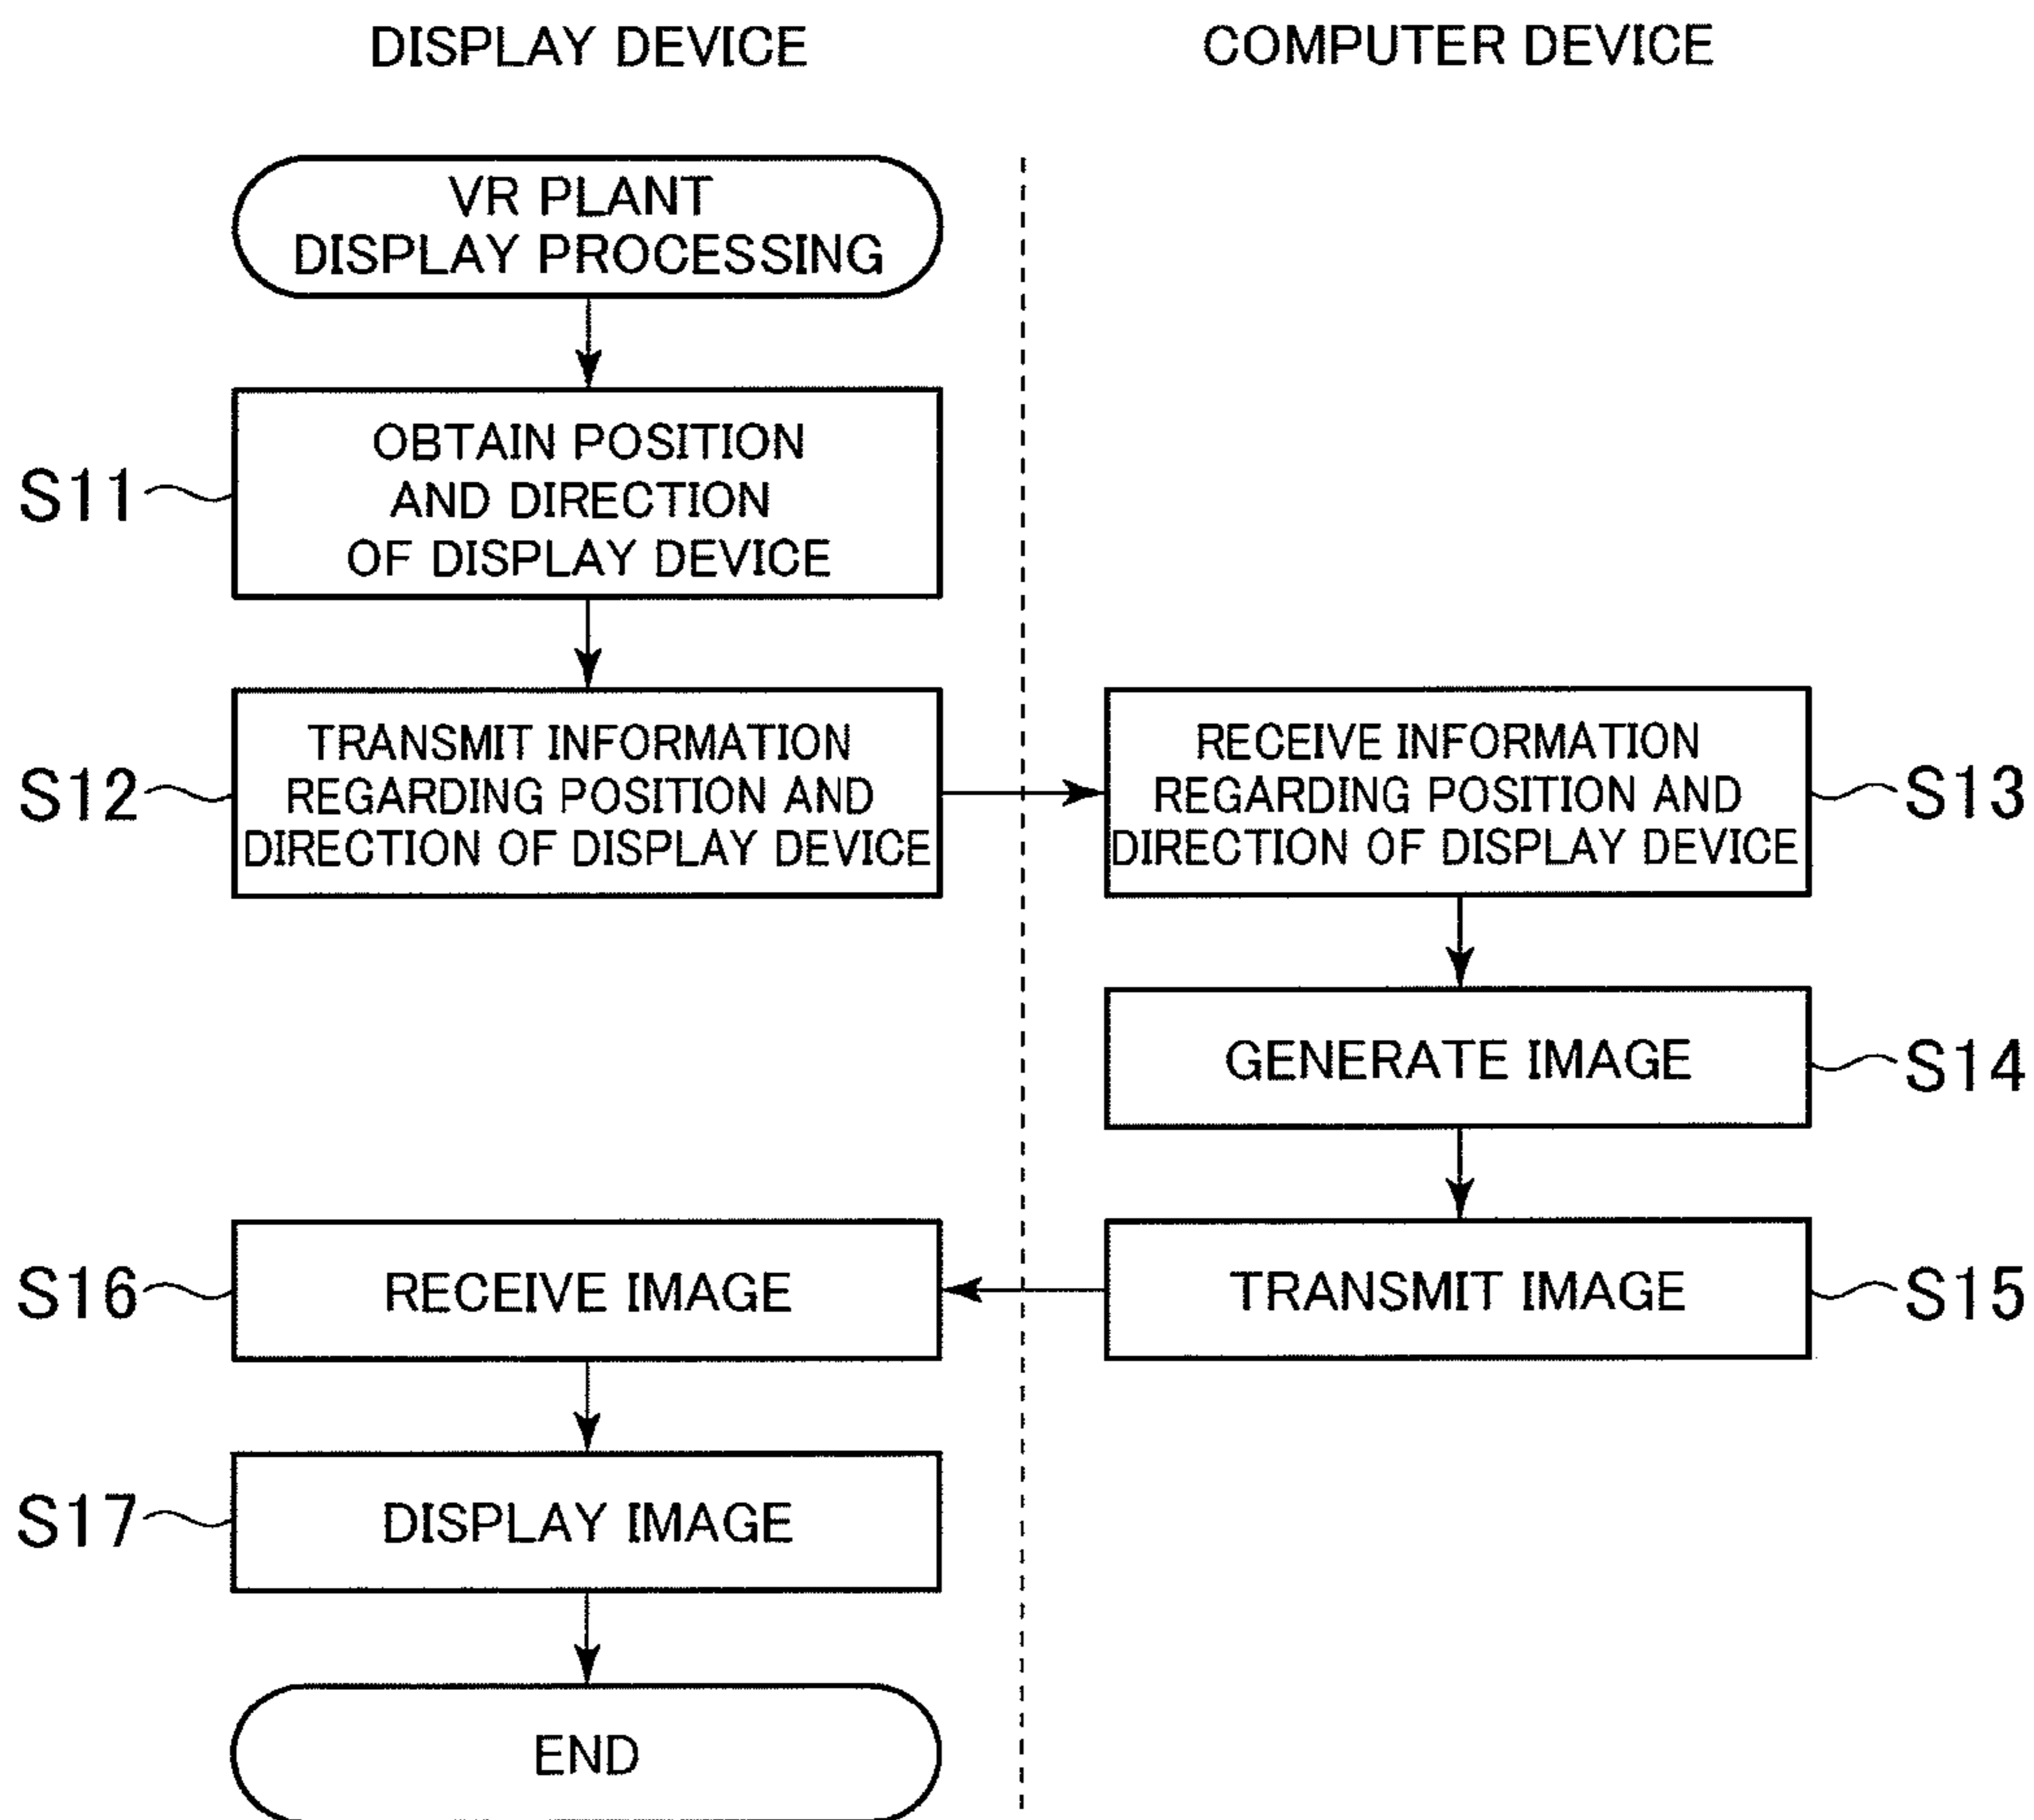 DISPLAY DEVICE
COMPUTER DEVICE
VR PLANT
DISPLAY PROCESSING
S11
OBTAIN POSITION
AND DIRECTION
OF DISPLAY DEVICE
S12
TRANSMIT INFORMATION
REGARDING POSITION AND
DIRECTION OF DISPLAY DEVICE
RECEIVE INFORMATION
REGARDING POSITION AND
DIRECTION OF DISPLAY DEVICE
S13
GENERATE IMAGE
S14
TRANSMIT IMAGE
S15
S16
RECEIVE IMAGE
S17
DISPLAY IMAGE
END